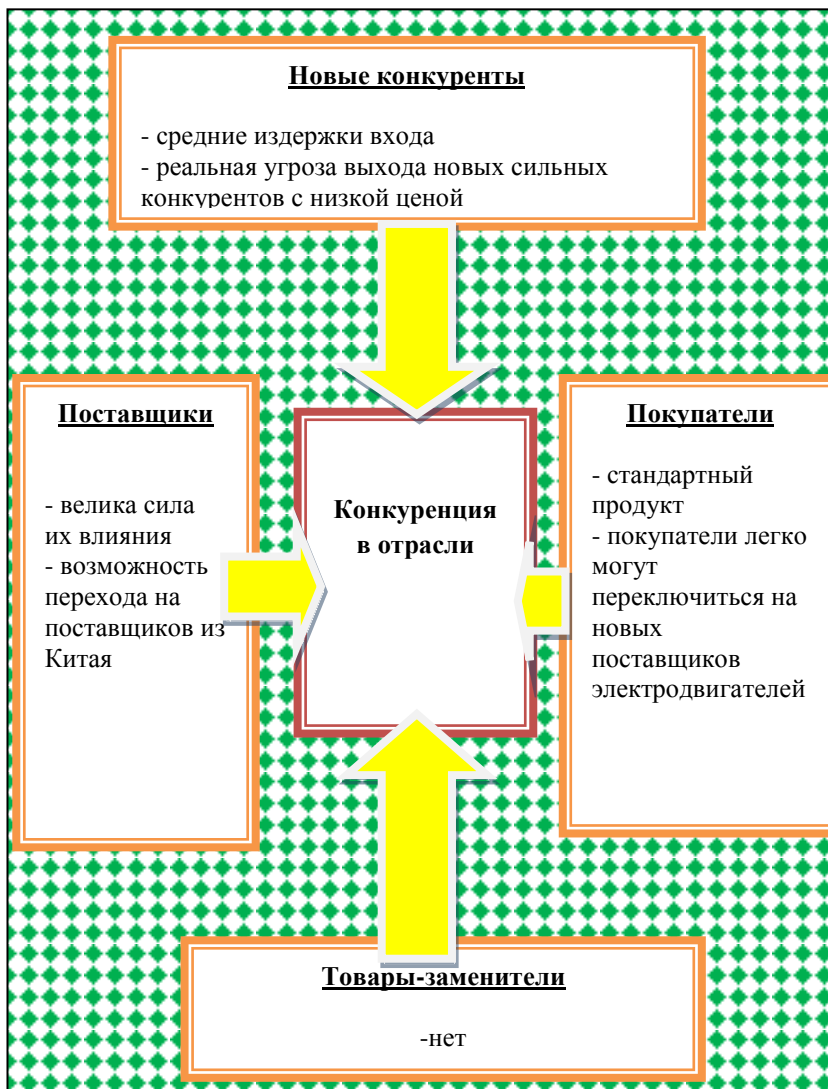 Новые конкуренты
- средние издержки входа
- реальная угроза выхода новых сильных
конкурентов с низкой ценой
Поставщики
- велика сила
их влияния
- возможность
перехода на
поставщиков из
Китая
Конкуренция
в отрасли
Покупатели
- стандартный
продукт
- покупатели легко
могут
переключиться на
новых
поставщиков
электродвигателей
Товары-заменители
-нет